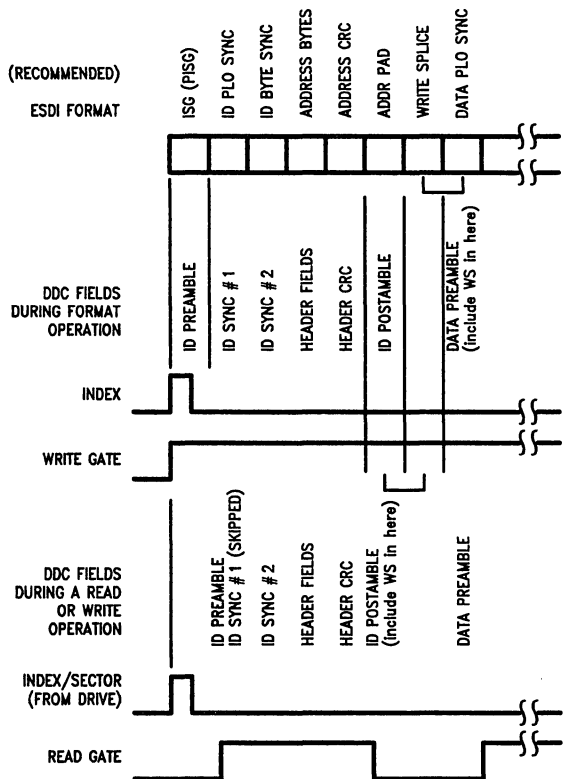 (RECOMMENDED)
ESDI FORMAT
ISG (PISG)
ID PLO SYNC
ID BYTE SYNC
ADDRESS BYTES
ADDRESS CRC
ADDR PAD
WRITE SPLICE
DATA PLO SYNC
DDC FIELDS
DURING FORMAT
OPERATION
ID PREAMBLE
ID SYNC #1
ID SYNC #2
HEADER FIELDS
HEADER CRC
ID POSTAMBLE
DATA PREAMBLE
(include WS in here)
INDEX
WRITE GATE
DDC FIELDS
DURING A READ
OR WRITE
OPERATION
ID PREAMBLE
ID SYNC #1 (SKIPPED)
ID SYNC #2
HEADER FIELDS
HEADER CRC
ID POSTAMBLE
(include WS in here)
DATA PREAMBLE
INDEX/SECTOR
(FROM DRIVE)
READ GATE